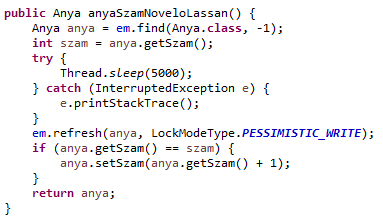 public Anya anyaSzamNoveloLassan() {
    Anya anya = em.find(Anya.class, -1);
    int szam = anya.getSzam();
    try {
        Thread.sleep(5000);
    } catch (InterruptedException e) {
        e.printStackTrace();
    }
    em.refresh(anya, LockModeType.PESSIMISTIC_WRITE);
    if (anya.getSzam() == szam) {
        anya.setSzam(anya.getSzam() + 1);
    }
    return anya;
}